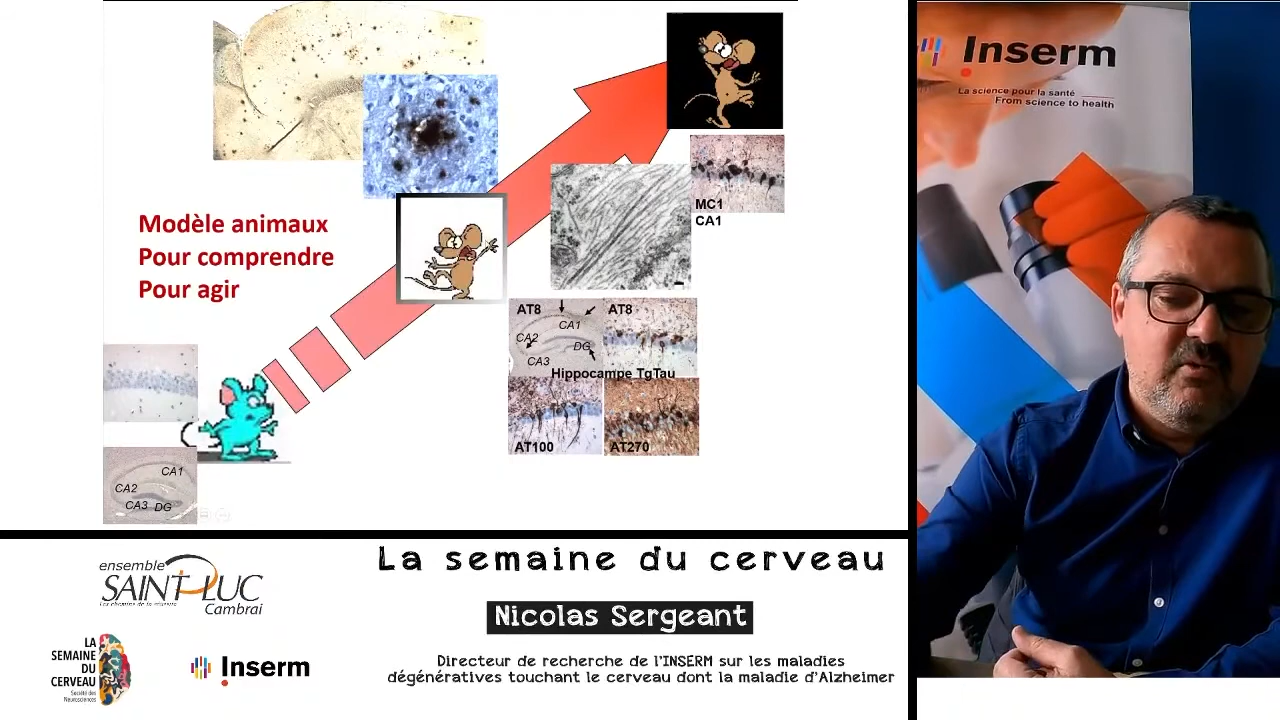 Modèle animaux
Pour comprendre
Pour agir
MC1
CA1
AT8
CA1
CA2
DG
CA3
AT8
Hippocampe TgTau
AT100
AT270
CA1
CA2
CA3 DG
Inserm
La science pour la santé
From science to health
La semaine du cerveau
Nicolas Sergeant
Directeur de recherche de l'INSERM sur les maladies
dégénératives touchant le cerveau dont la maladie d'Alzheimer
ensemble
SAINT LUC
Cambrai
LA
SEMAINE
DU
CERVEAU
Société des
Neurosciences
Inserm